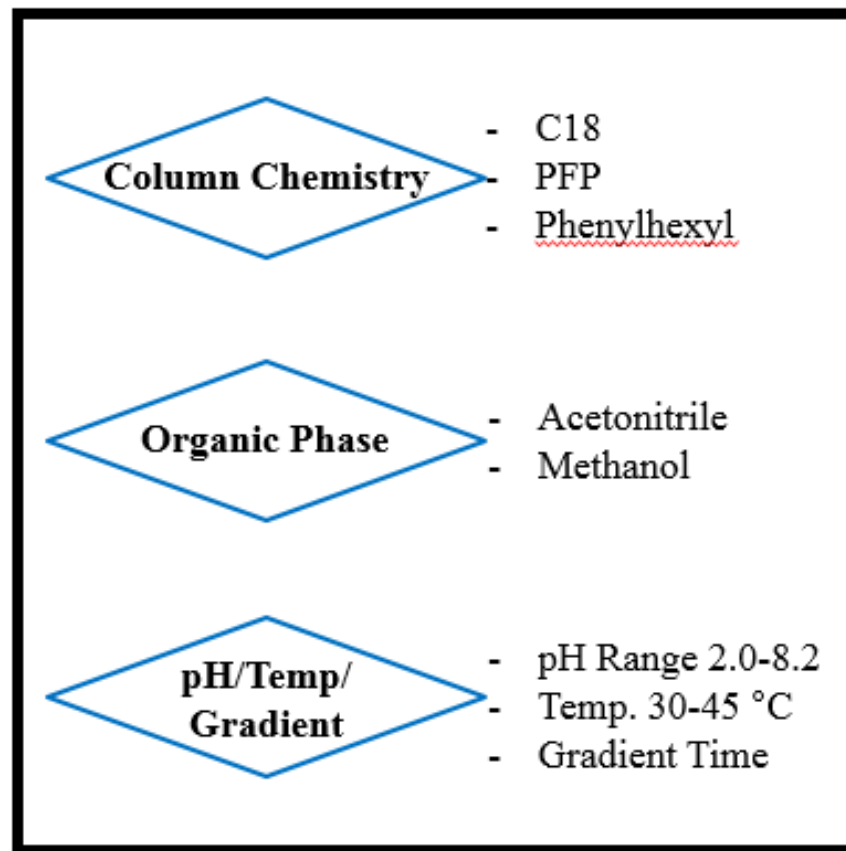 Column Chemistry
- C18
- PFP
- Phenylhexyl
Organic Phase
- Acetonitrile
- Methanol
pH/Temp/
Gradient
- pH Range 2.0-8.2
- Temp. 30-45 °C
- Gradient Time